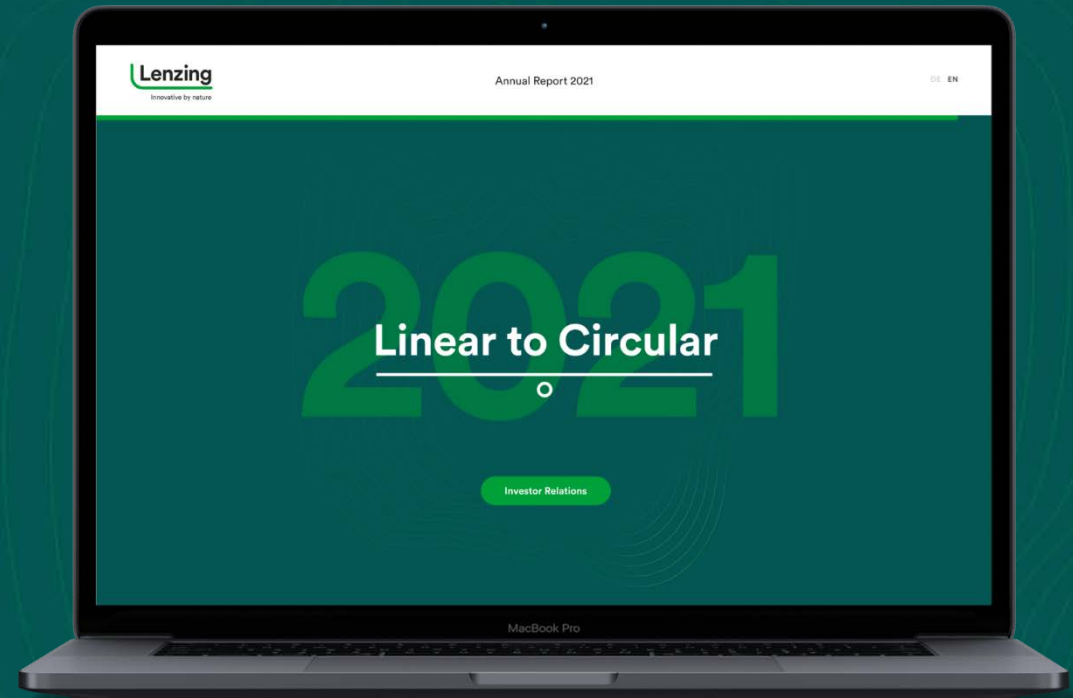 Lenzing
Innovative by nature
Annual Report 2021
DE EN
2021
Linear to Circular
Investor Relations
MacBook Pro